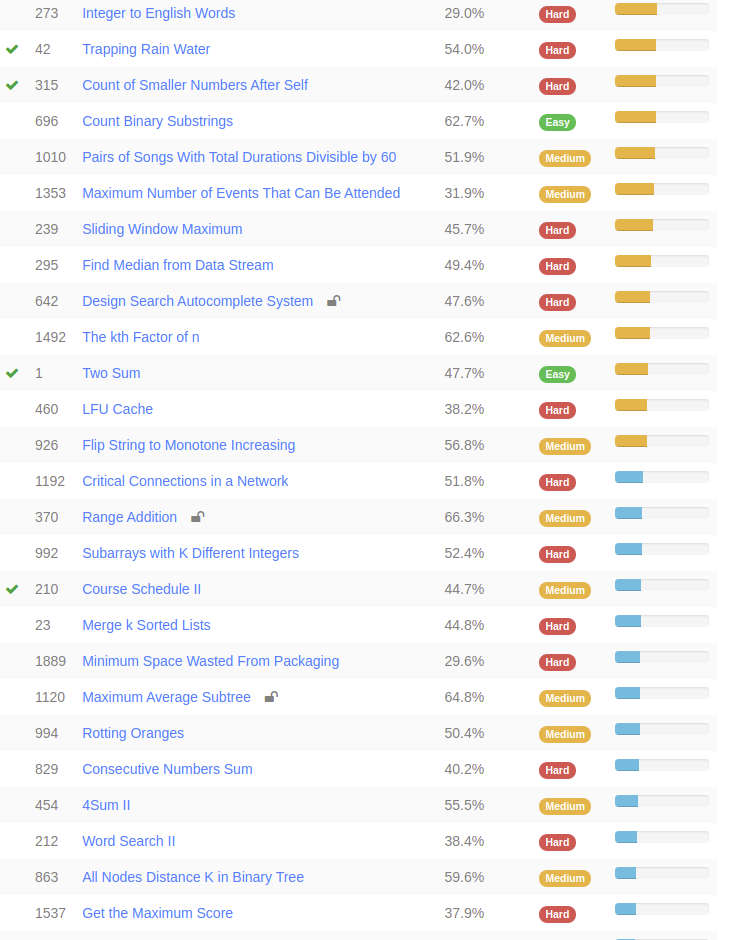 273 Integer to English Words 29.0% Hard
42 Trapping Rain Water 54.0% Hard
315 Count of Smaller Numbers After Self 42.0% Hard
696 Count Binary Substrings 62.7% Easy
1010 Pairs of Songs With Total Durations Divisible by 60 51.9% Medium
1353 Maximum Number of Events That Can Be Attended 31.9% Medium
239 Sliding Window Maximum 45.7% Hard
295 Find Median from Data Stream 49.4% Hard
642 Design Search Autocomplete System 47.6% Hard
1492 The kth Factor of n 62.6% Medium
1 Two Sum 47.7% Easy
460 LFU Cache 38.2% Hard
926 Flip String to Monotone Increasing 56.8% Medium
1192 Critical Connections in a Network 51.8% Hard
370 Range Addition 66.3% Medium
992 Subarrays with K Different Integers 52.4% Hard
210 Course Schedule II 44.7% Medium
23 Merge k Sorted Lists 44.8% Hard
1889 Minimum Space Wasted From Packaging 29.6% Hard
1120 Maximum Average Subtree 64.8% Medium
994 Rotting Oranges 50.4% Medium
829 Consecutive Numbers Sum 40.2% Hard
454 4Sum II 55.5% Medium
212 Word Search II 38.4% Hard
863 All Nodes Distance K in Binary Tree 59.6% Medium
1537 Get the Maximum Score 37.9% Hard